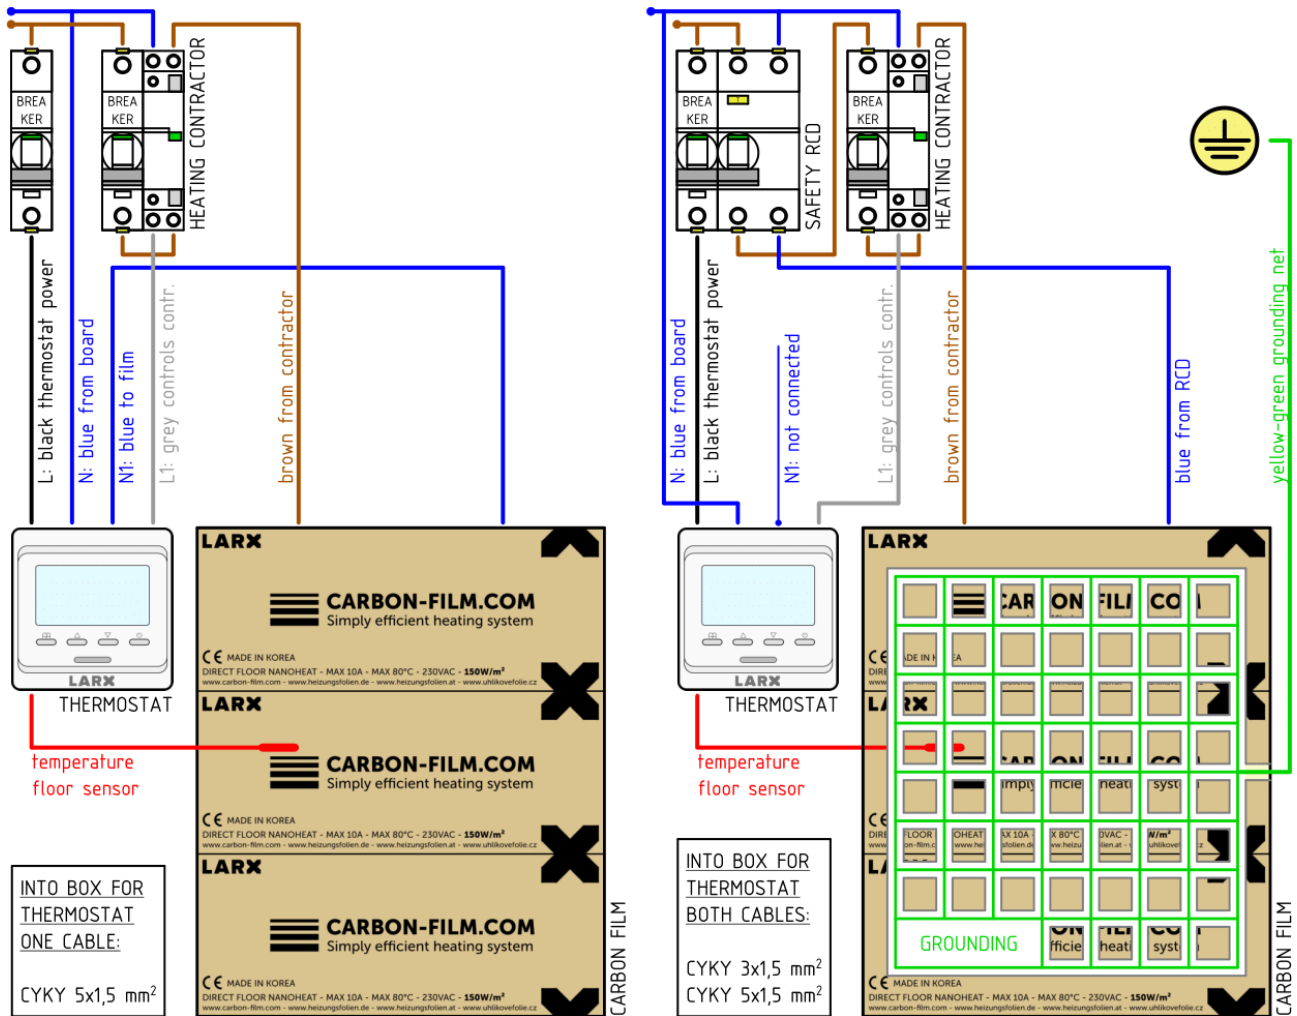 BREA
KER
BREA
KER
HEATING CONTRACTOR
L: black thermostat power
N: blue from board
N1: blue to film
L1: grey controls contr.
brown from contractor
LARX
THERMOSTAT
temperature
floor sensor
INTO BOX FOR
THERMOSTAT
ONE CABLE:
CYKY 5x1,5 mm²
LARX
CARBON-FILM.COM
Simply efficient heating system
CE MADE IN KOREA
DIRECT FLOOR NANOHEAT - MAX 10A - MAX 80°C - 230VAC - 150W/m²
www.carbon-film.com - www.heizungsfolien.de - www.heizungsfolien.at - www.uhlikovefolie.cz
LARX
CARBON-FILM.COM
Simply efficient heating system
CE MADE IN KOREA
DIRECT FLOOR NANOHEAT - MAX 10A - MAX 80°C - 230VAC - 150W/m²
www.carbon-film.com - www.heizungsfolien.de - www.heizungsfolien.at - www.uhlikovefolie.cz
LARX
CARBON-FILM.COM
Simply efficient heating system
CE MADE IN KOREA
DIRECT FLOOR NANOHEAT - MAX 10A - MAX 80°C - 230VAC - 150W/m²
www.carbon-film.com - www.heizungsfolien.de - www.heizungsfolien.at - www.uhlikovefolie.cz
CARBON FILM
BREA
KER
SAFETY RCD
BREA
KER
HEATING CONTRACTOR
N: blue from board
L: black thermostat power
N1: not connected
L1: grey controls contr.
brown from contractor
blue from RCD
yellow-green grounding net
LARX
THERMOSTAT
temperature
floor sensor
INTO BOX FOR
THERMOSTAT
BOTH CABLES:
CYKY 3x1,5 mm²
CYKY 5x1,5 mm²
LARX
GROUNDING
CE MADE IN KOREA
DIRECT FLOOR NANOHEAT - MAX 10A - MAX 80°C - 230VAC - 150W/m²
www.carbon-film.com - www.heizungsfolien.de - www.heizungsfolien.at - www.uhlikovefolie.cz
CARBON FILM